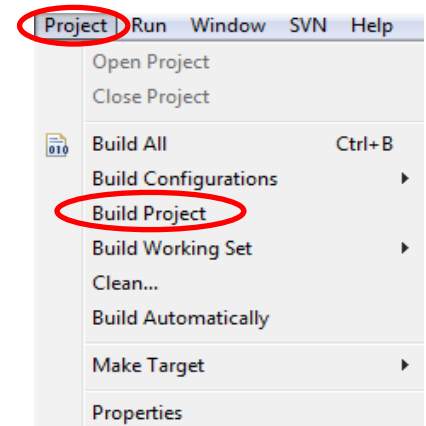 Project Run Window SVN Help
Open Project
Close Project
010
Build All Ctrl+B
Build Configurations
Build Project
Build Working Set
Clean...
Build Automatically
Make Target
Properties